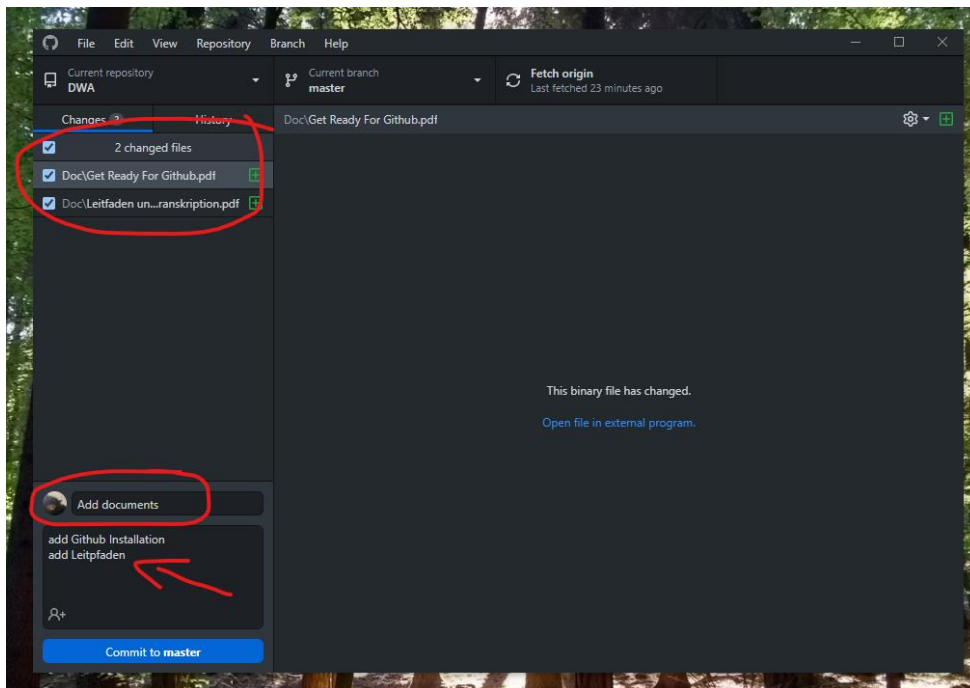 File Edit View Repository Branch Help
Current repository
DWA
Current branch
master
Fetch origin
Last fetched 23 minutes ago
Changes 2 History
2 changed files
Doc\Get Ready For Github.pdf
Doc\Leitfaden un...ranskription.pdf
Doc\Get Ready For Github.pdf
This binary file has changed.
Open file in external program.
Add documents
add Github Installation
add Leitpfaden
Commit to master